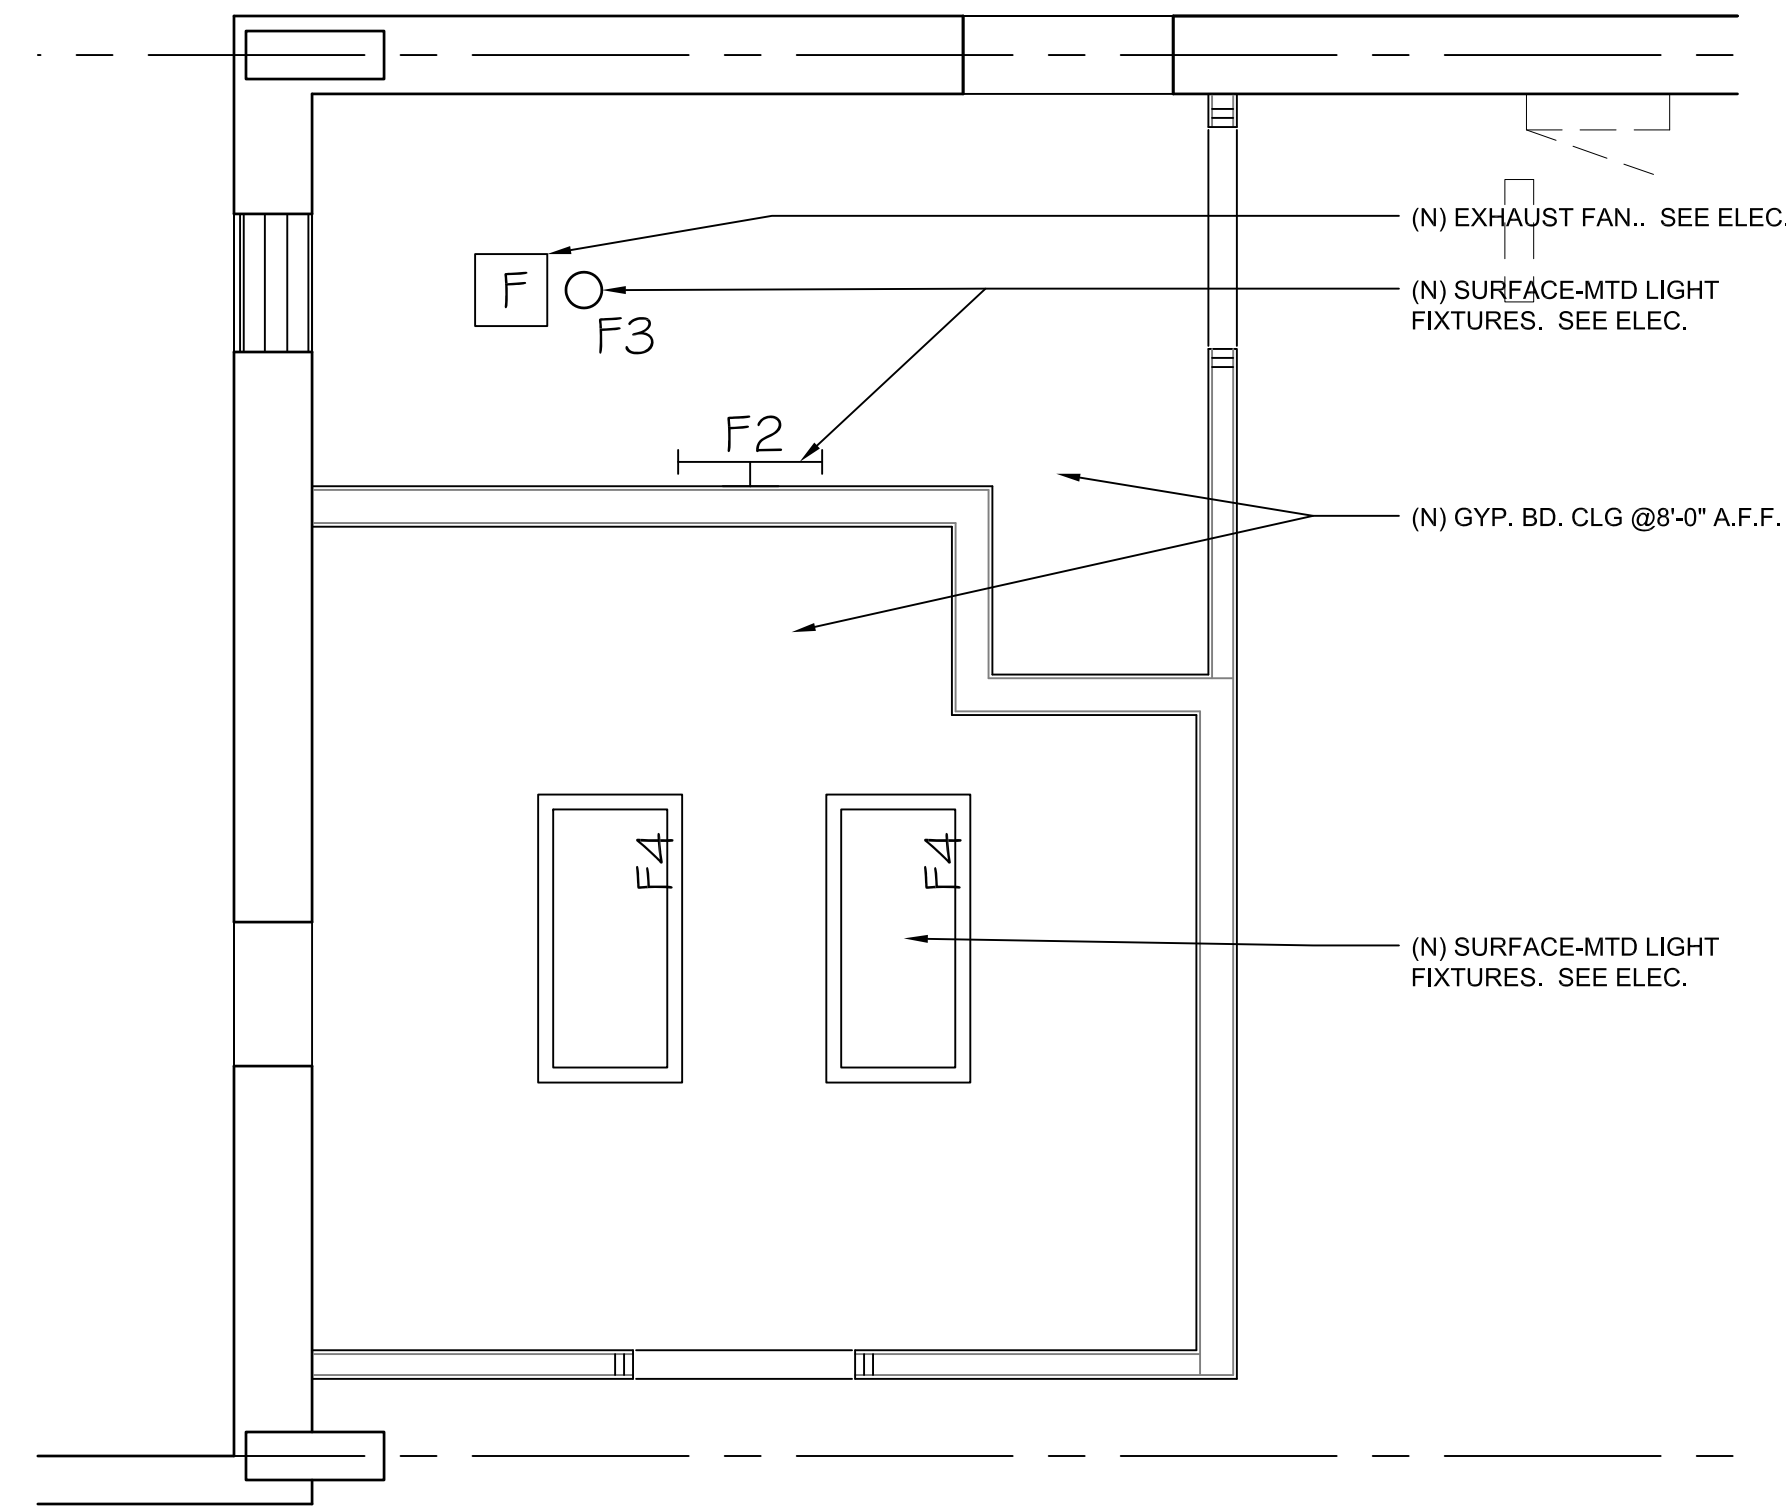 (N) EXHAUST FAN.. SEE ELEC.
F
(N) SURFACE-MTD LIGHT
FIXTURES. SEE ELEC.
F3
F2
(N) GYP. BD. CLG @8'-0" A.F.F.
F4
F4
(N) SURFACE-MTD LIGHT
FIXTURES. SEE ELEC.